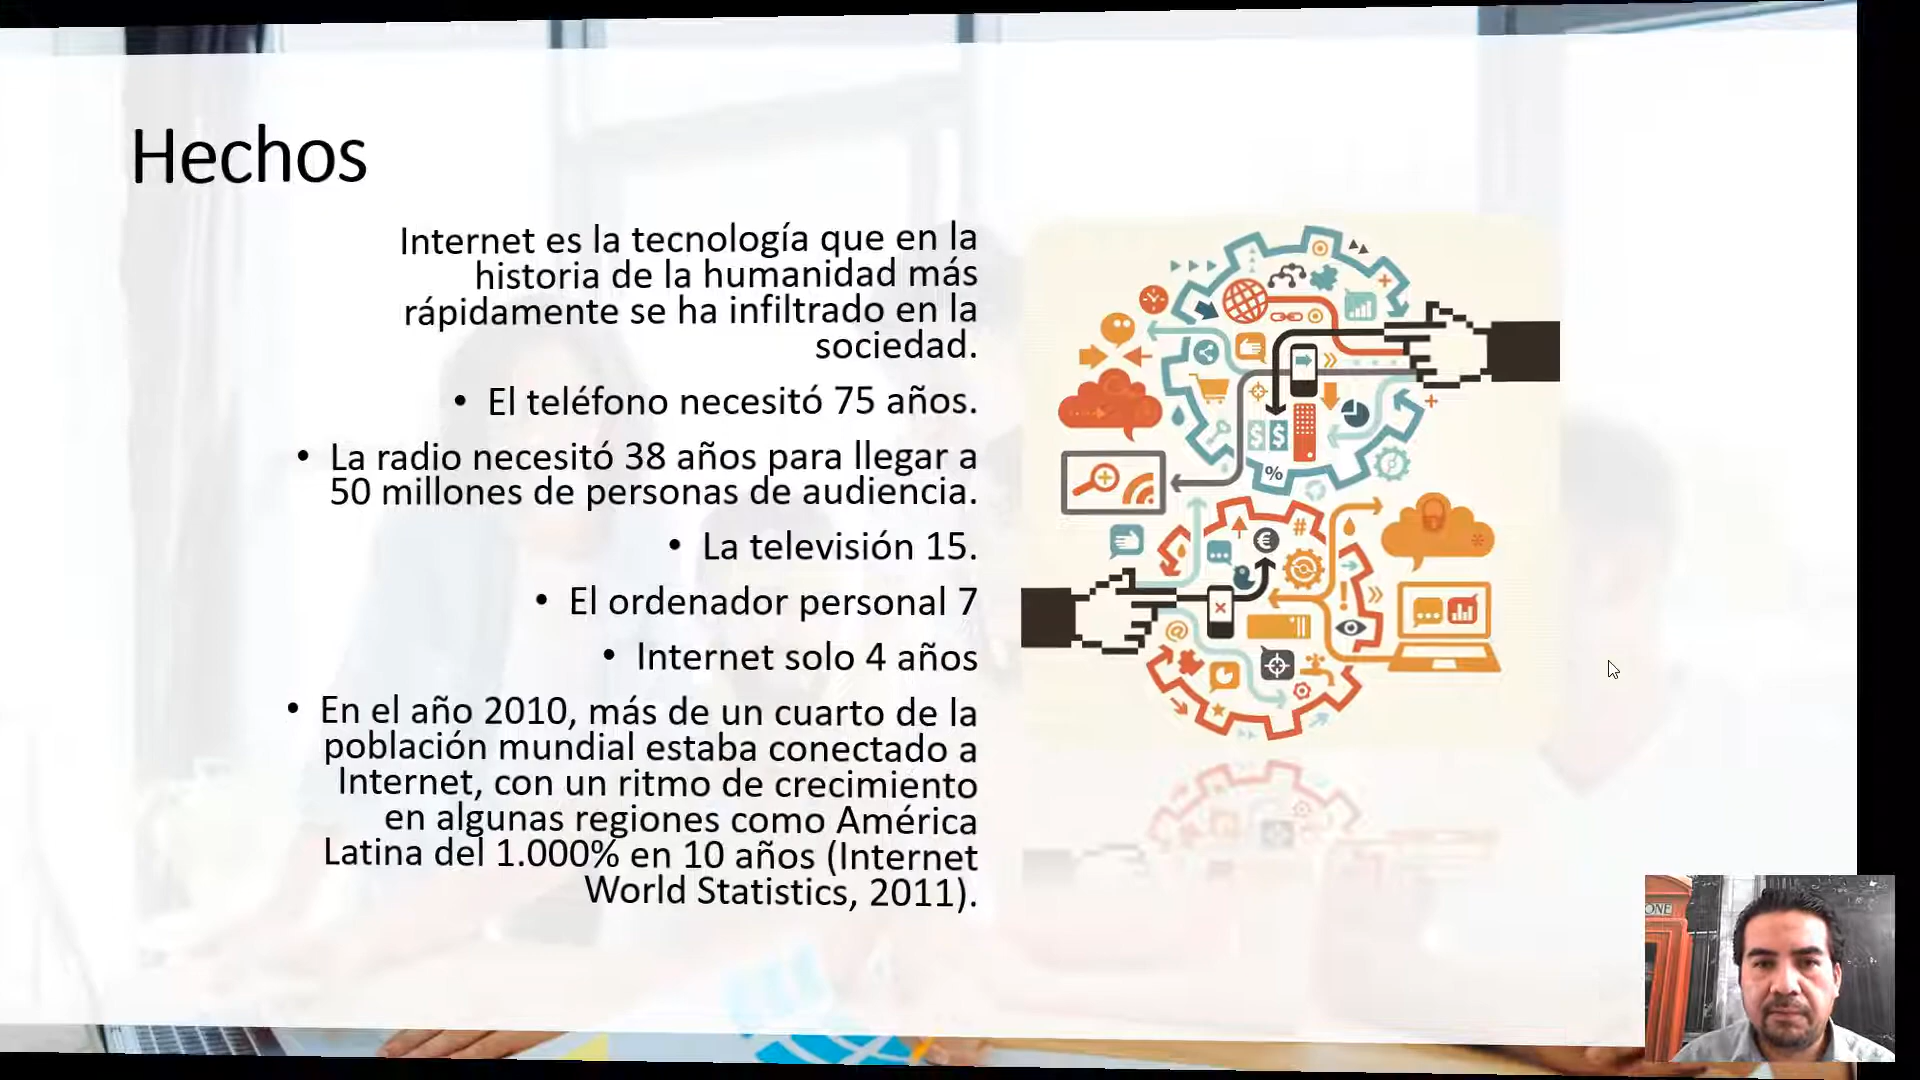 Hechos
Internet es la tecnología que en la
historia de la humanidad más
rápidamente se ha infiltrado en la
sociedad.
• El teléfono necesitó 75 años.
• La radio necesitó 38 años para llegar a
50 millones de personas de audiencia.
• La televisión 15.
• El ordenador personal 7
• Internet solo 4 años
• En el año 2010, más de un cuarto de la
población mundial estaba conectado a
Internet, con un ritmo de crecimiento
en algunas regiones como América
Latina del 1.000% en 10 años (Internet
World Statistics, 2011).
$ $
%
€
#
@
ONE